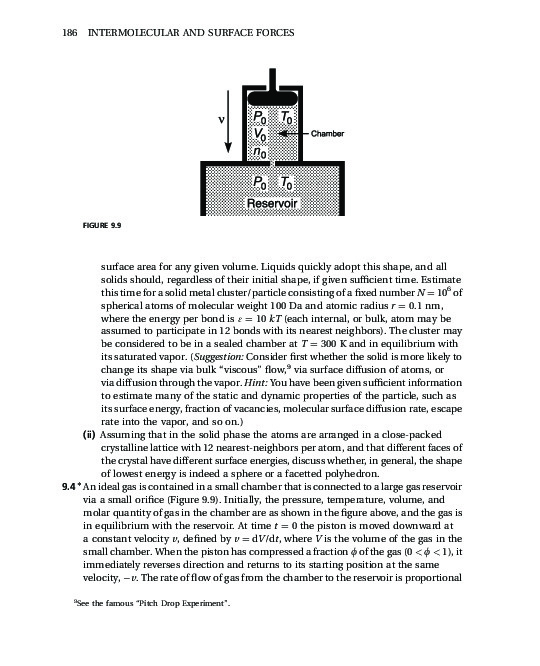 186 INTERMOLECULAR AND SURFACE FORCES
P0 T0
v
V0
Chamber
n0
P0 T0
Reservoir
FIGURE 9.9
surface area for any given volume. Liquids quickly adopt this shape, and all
solids should, regardless of their initial shape, if given sufficient time. Estimate
this time for a solid metal cluster/particle consisting of a fixed number N = 10⁶ of
spherical atoms of molecular weight 100 Da and atomic radius r = 0.1 nm,
where the energy per bond is ε = 10 kT (each internal, or bulk, atom may be
assumed to participate in 12 bonds with its nearest neighbors). The cluster may
be considered to be in a sealed chamber at T = 300 K and in equilibrium with
its saturated vapor. (Suggestion: Consider first whether the solid is more likely to
change its shape via bulk “viscous” flow,⁹ via surface diffusion of atoms, or
via diffusion through the vapor. Hint: You have been given sufficient information
to estimate many of the static and dynamic properties of the particle, such as
its surface energy, fraction of vacancies, molecular surface diffusion rate, escape
rate into the vapor, and so on.)
(ii) Assuming that in the solid phase the atoms are arranged in a close-packed
crystalline lattice with 12 nearest-neighbors per atom, and that different faces of
the crystal have different surface energies, discuss whether, in general, the shape
of lowest energy is indeed a sphere or a facetted polyhedron.
9.4 * An ideal gas is contained in a small chamber that is connected to a large gas reservoir
via a small orifice (Figure 9.9). Initially, the pressure, temperature, volume, and
molar quantity of gas in the chamber are as shown in the figure above, and the gas is
in equilibrium with the reservoir. At time t = 0 the piston is moved downward at
a constant velocity v, defined by v = dV/dt, where V is the volume of the gas in the
small chamber. When the piston has compressed a fraction ϕ of the gas (0 < ϕ < 1), it
immediately reverses direction and returns to its starting position at the same
velocity, −v. The rate of flow of gas from the chamber to the reservoir is proportional
⁹See the famous “Pitch Drop Experiment”.